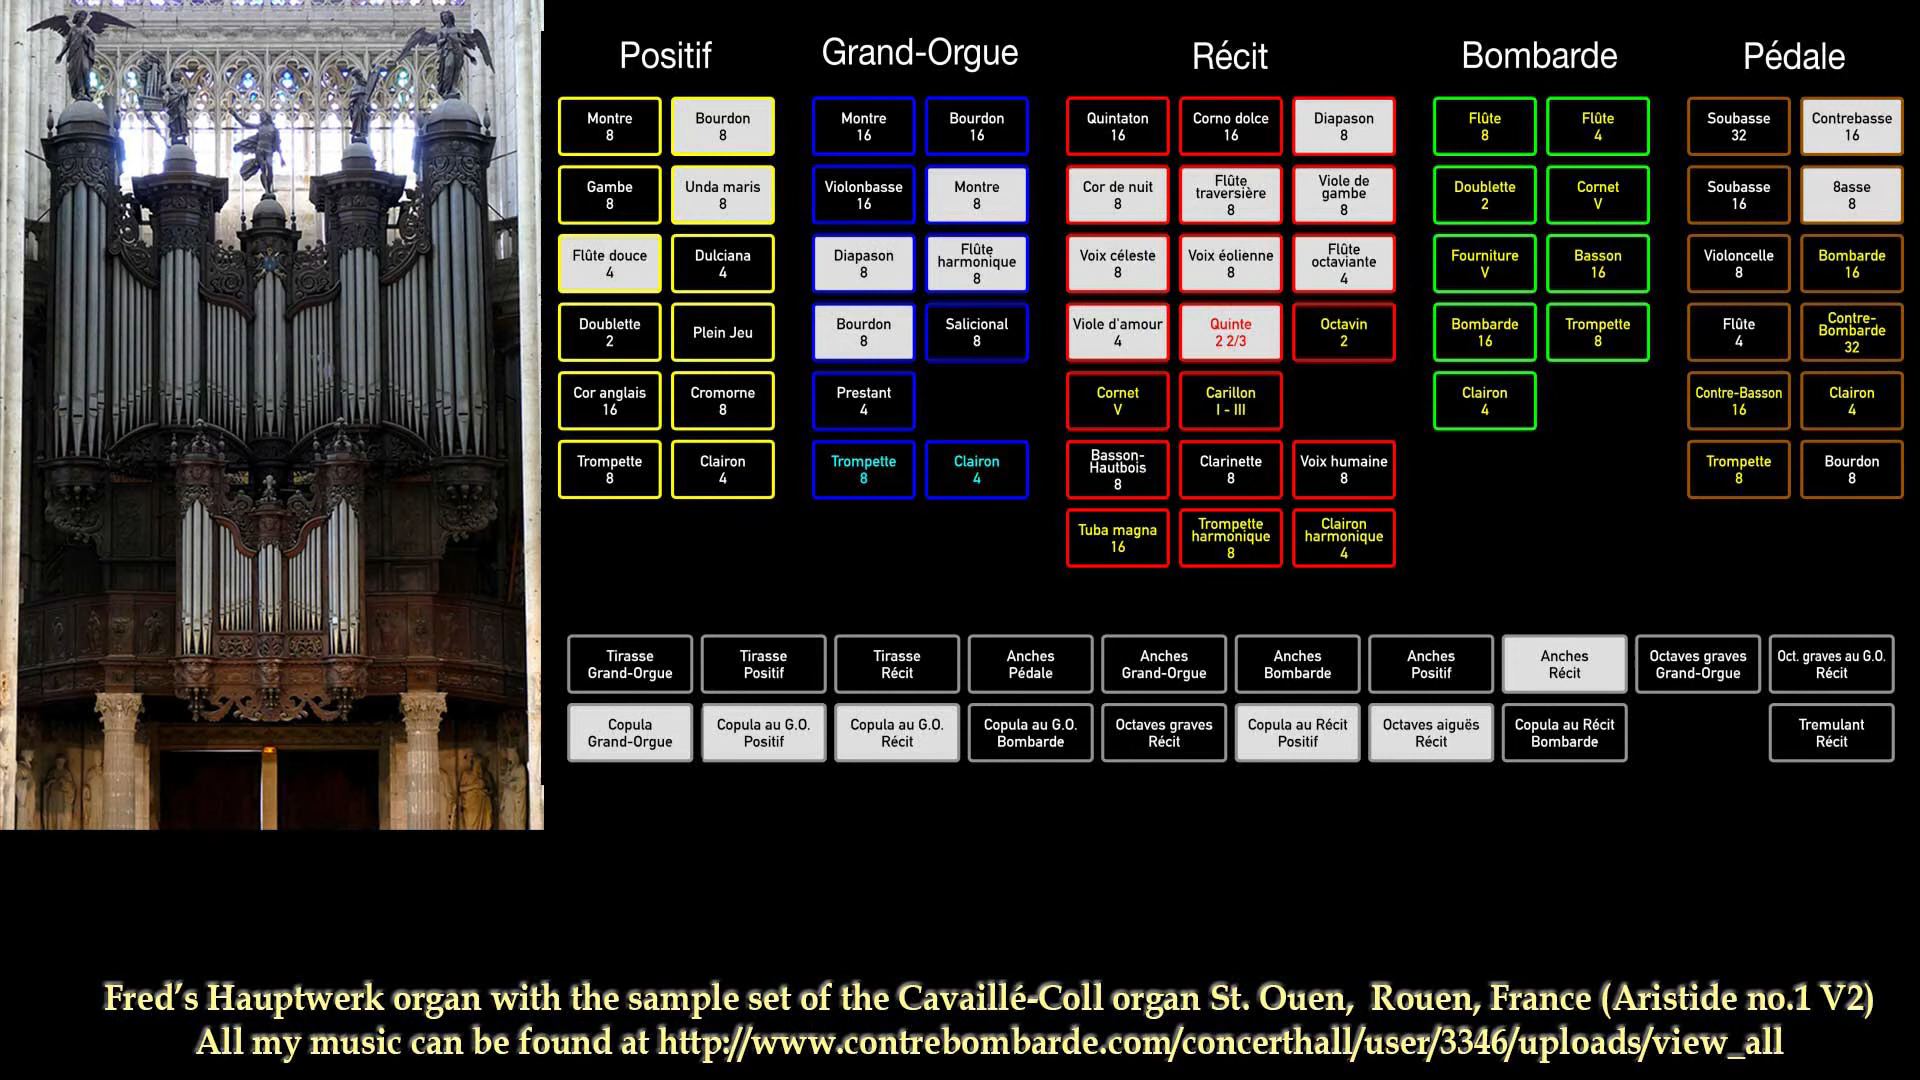 Positif
Grand-Orgue
Récit
Bombarde
Pédale
Montre
8
Bourdon
8
Gambe
8
Unda maris
8
Flûte douce
4
Dulciana
4
Doublette
2
Plein Jeu
Cor anglais
16
Cromorne
8
Trompette
8
Clairon
4
Montre
16
Bourdon
16
Violonbasse
16
Montre
8
Diapason
8
Flûte
harmonique
8
Bourdon
8
Salicional
8
Prestant
4
Trompette
8
Clairon
4
Quintaton
16
Corno dolce
16
Diapason
8
Cor de nuit
8
Flûte
traversière
8
Viole de
gambe
8
Voix céleste
8
Voix éolienne
8
Flûte
octaviante
4
Viole d'amour
4
Quinte
2 2/3
Octavin
2
Cornet
V
Carillon
I - III
Basson-
Hautbois
8
Clarinette
8
Voix humaine
8
Tuba magna
16
Trompette
harmonique
8
Clairon
harmonique
4
Flûte
8
Flûte
4
Doublette
2
Cornet
V
Fourniture
V
Basson
16
Bombarde
16
Trompette
8
Clairon
4
Soubasse
32
Contrebasse
16
Soubasse
16
8asse
8
Violoncelle
8
Bombarde
16
Flûte
4
Contre-
Bombarde
32
Contre-Basson
16
Clairon
4
Trompette
8
Bourdon
8
Tirasse
Grand-Orgue
Tirasse
Positif
Tirasse
Récit
Anches
Pédale
Anches
Grand-Orgue
Anches
Bombarde
Anches
Positif
Anches
Récit
Octaves graves
Grand-Orgue
Oct. graves au G.O.
Récit
Copula
Grand-Orgue
Copula au G.O.
Positif
Copula au G.O.
Récit
Copula au G.O.
Bombarde
Octaves graves
Récit
Copula au Récit
Positif
Octaves aiguës
Récit
Copula au Récit
Bombarde
Tremulant
Récit
Fred's Hauptwerk organ with the sample set of the Cavaillé-Coll organ St. Ouen, Rouen, France (Aristide no.1 V2)
All my music can be found at http://www.contrebombarde.com/concerthall/user/3346/uploads/view_all